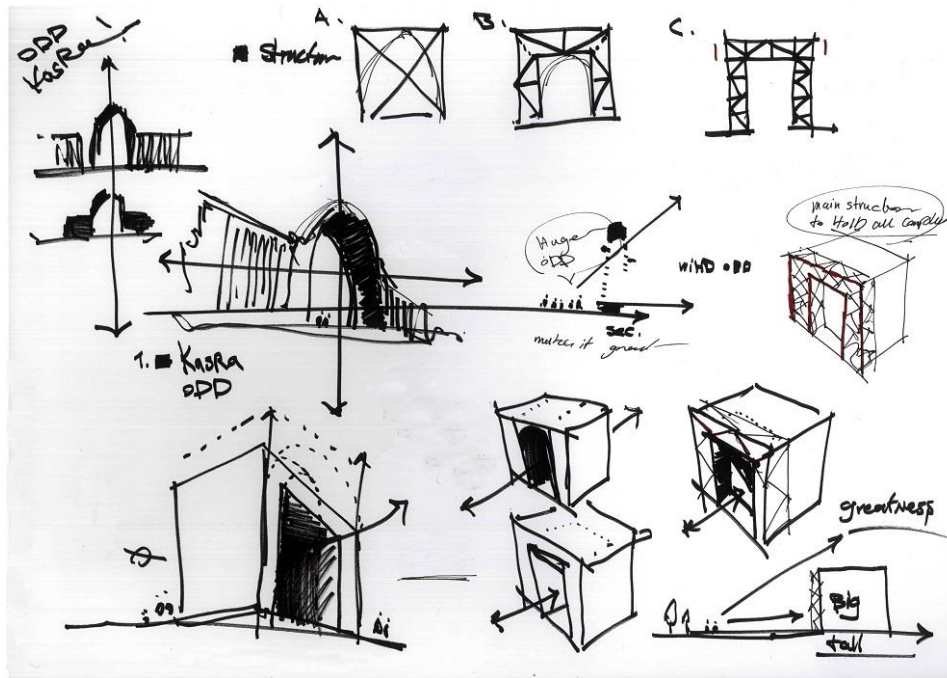 ODD
KasRa
Structure
A.
B.
C.
Huge
ODD
WIND ODD
main structure
to Hold all
sec.
makes it great
1. KasRa
ODD
greatness
Big
tall